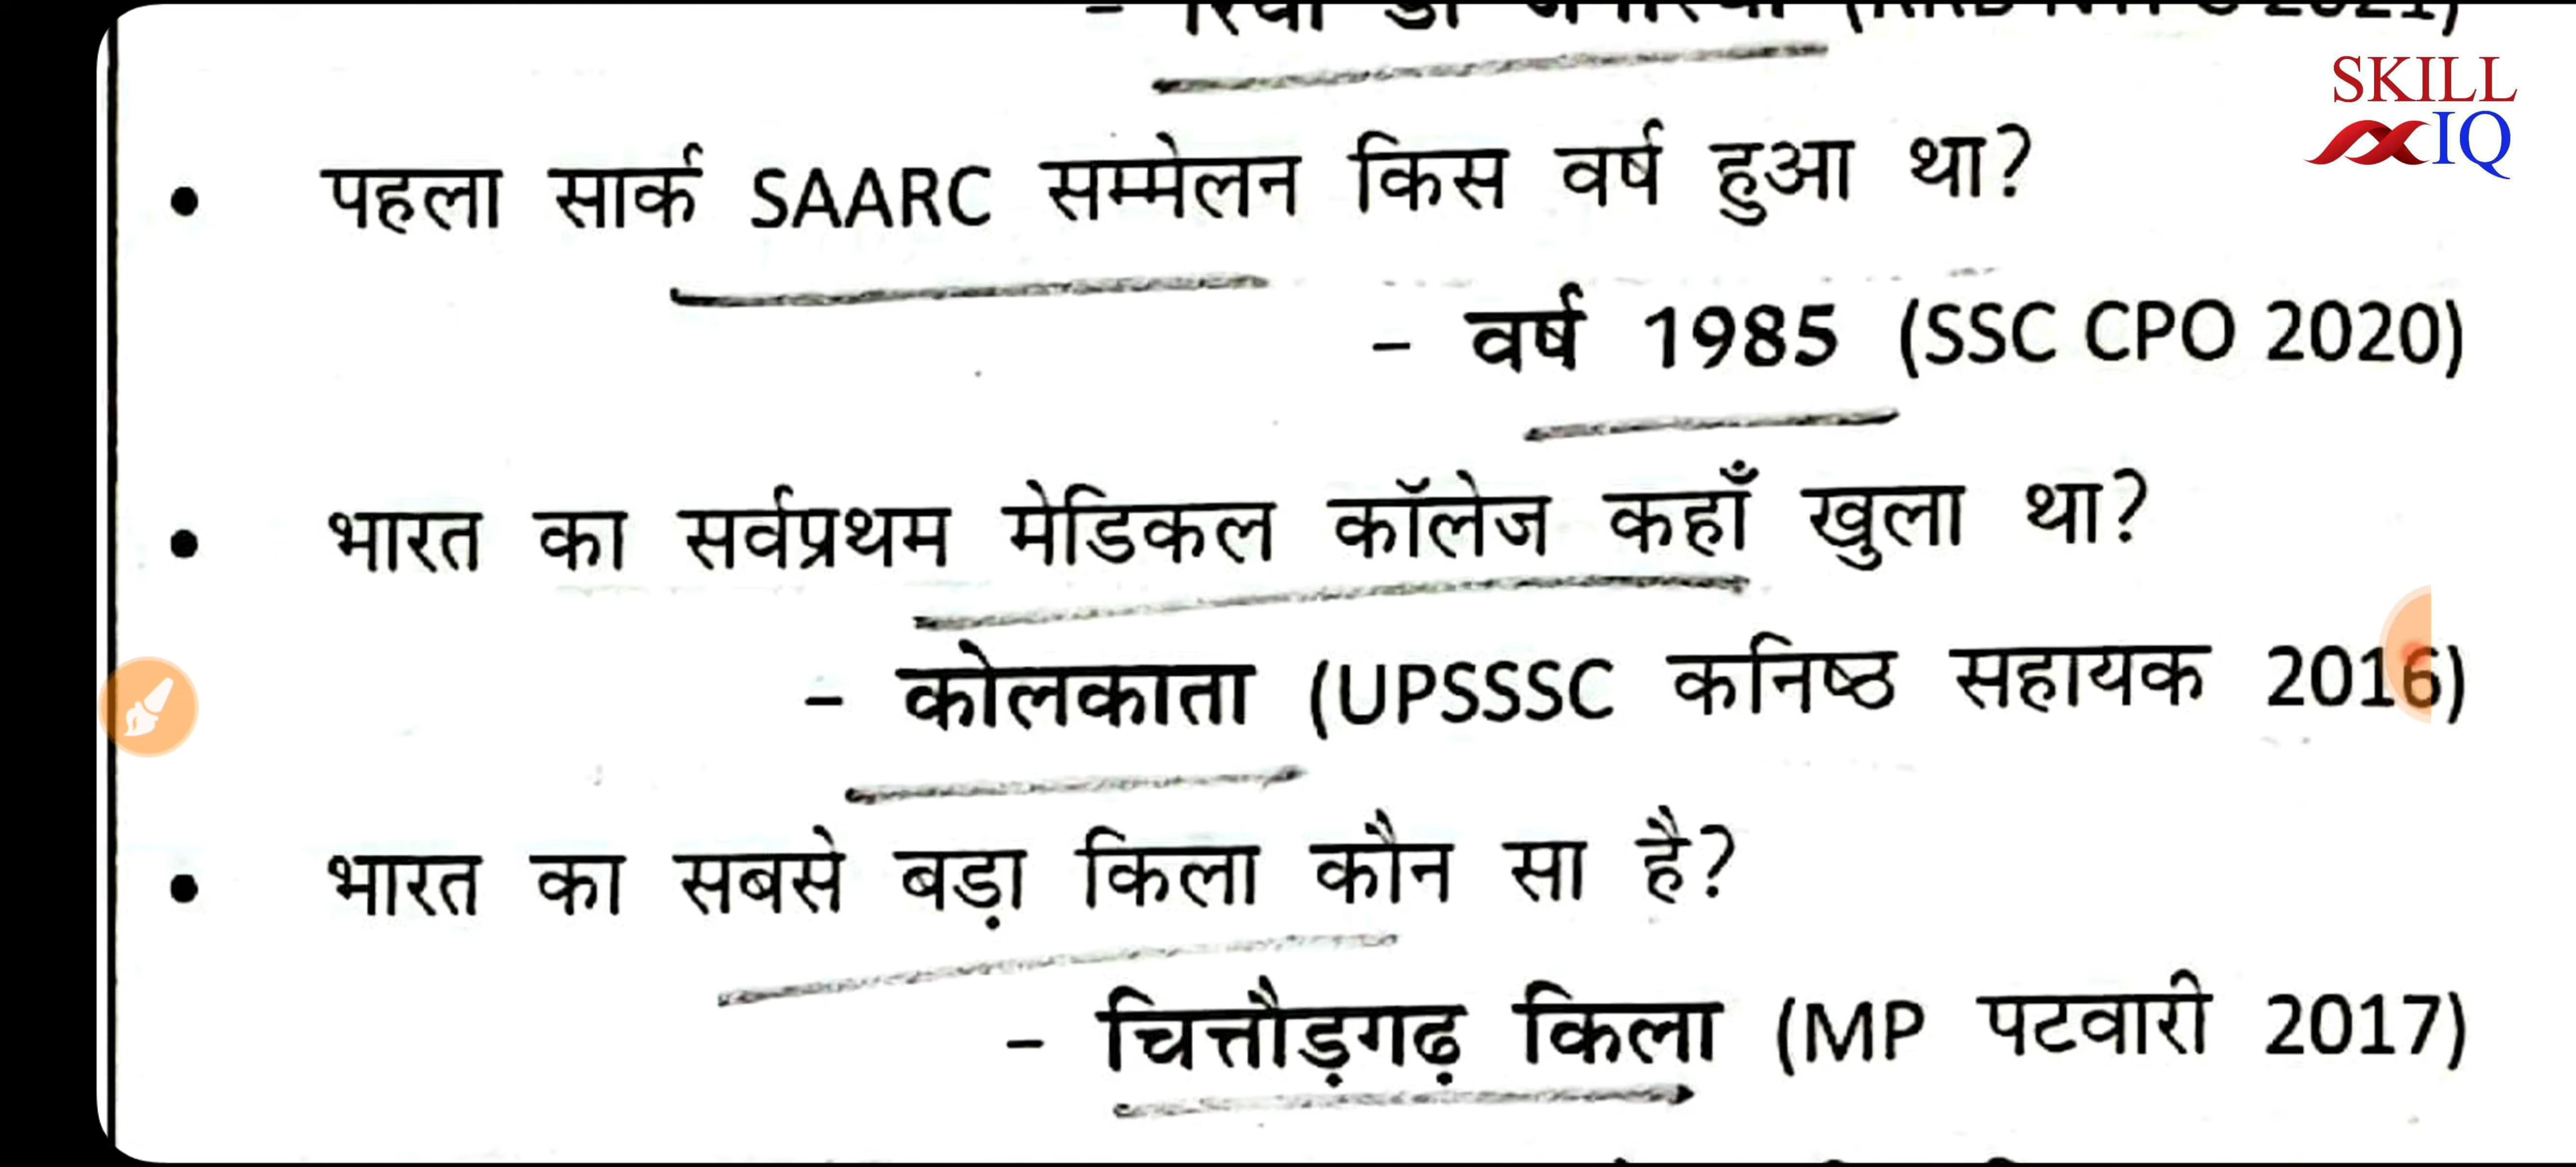 SKILL
IQ
• पहला सार्क SAARC सम्मेलन किस वर्ष हुआ था?
– वर्ष 1985 (SSC CPO 2020)
• भारत का सर्वप्रथम मेडिकल कॉलेज कहाँ खुला था?
– कोलकाता (UPSSSC कनिष्ठ सहायक 2016)
• भारत का सबसे बड़ा किला कौन सा है?
– चित्तौड़गढ़ किला (MP पटवारी 2017)